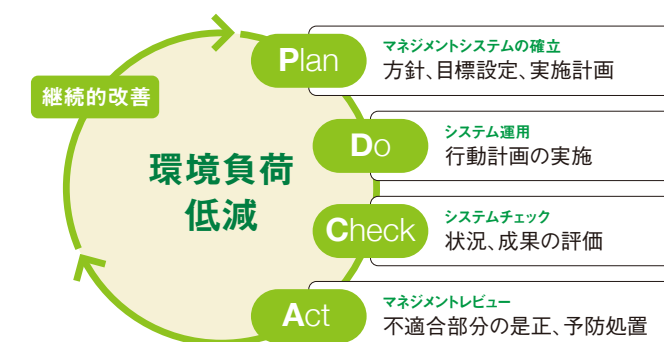 継続的改善
環境負荷
低減
Plan
マネジメントシステムの確立
方針、目標設定、実施計画
Do
システム運用
行動計画の実施
Check
システムチェック
状況、成果の評価
Act
マネジメントレビュー
不適合部分の是正、予防処置